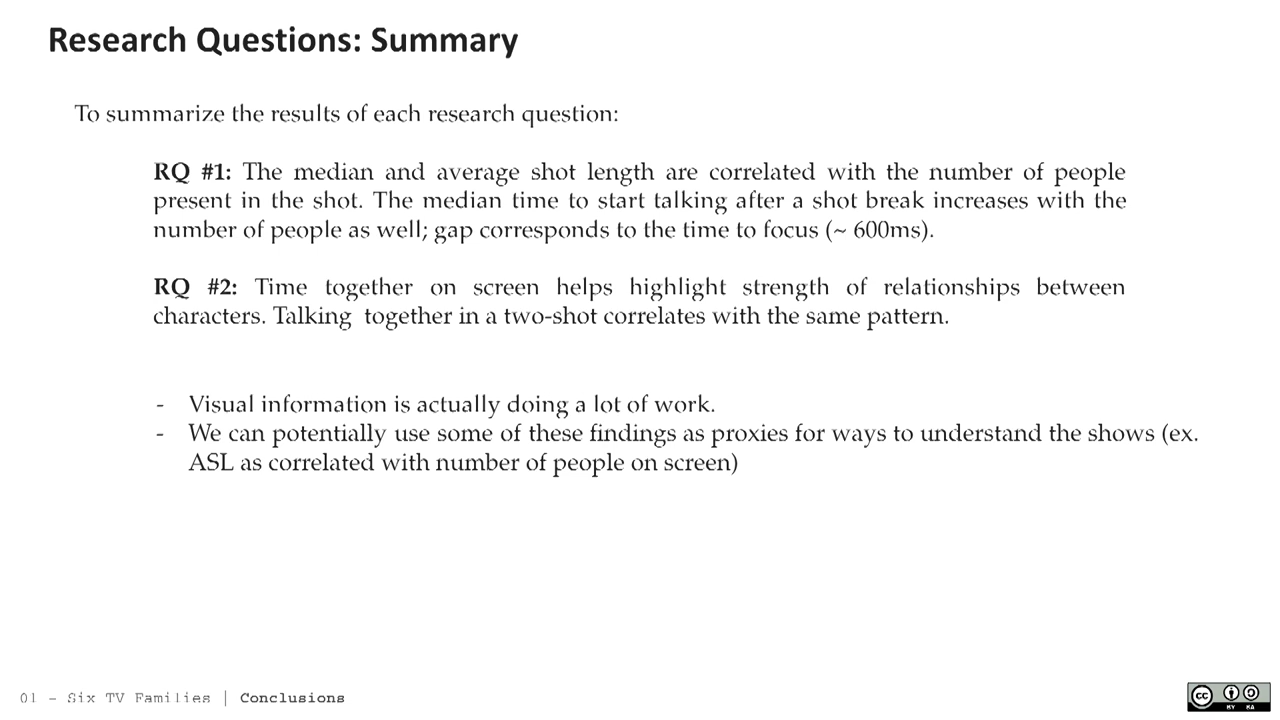 Research Questions: Summary
To summarize the results of each research question:
RQ #1: The median and average shot length are correlated with the number of people
present in the shot. The median time to start talking after a shot break increases with the
number of people as well; gap corresponds to the time to focus (~ 600ms).
RQ #2: Time together on screen helps highlight strength of relationships between
characters. Talking together in a two-shot correlates with the same pattern.
- Visual information is actually doing a lot of work.
- We can potentially use some of these findings as proxies for ways to understand the shows (ex.
ASL as correlated with number of people on screen)
01 – Six TV Families | Conclusions
cc